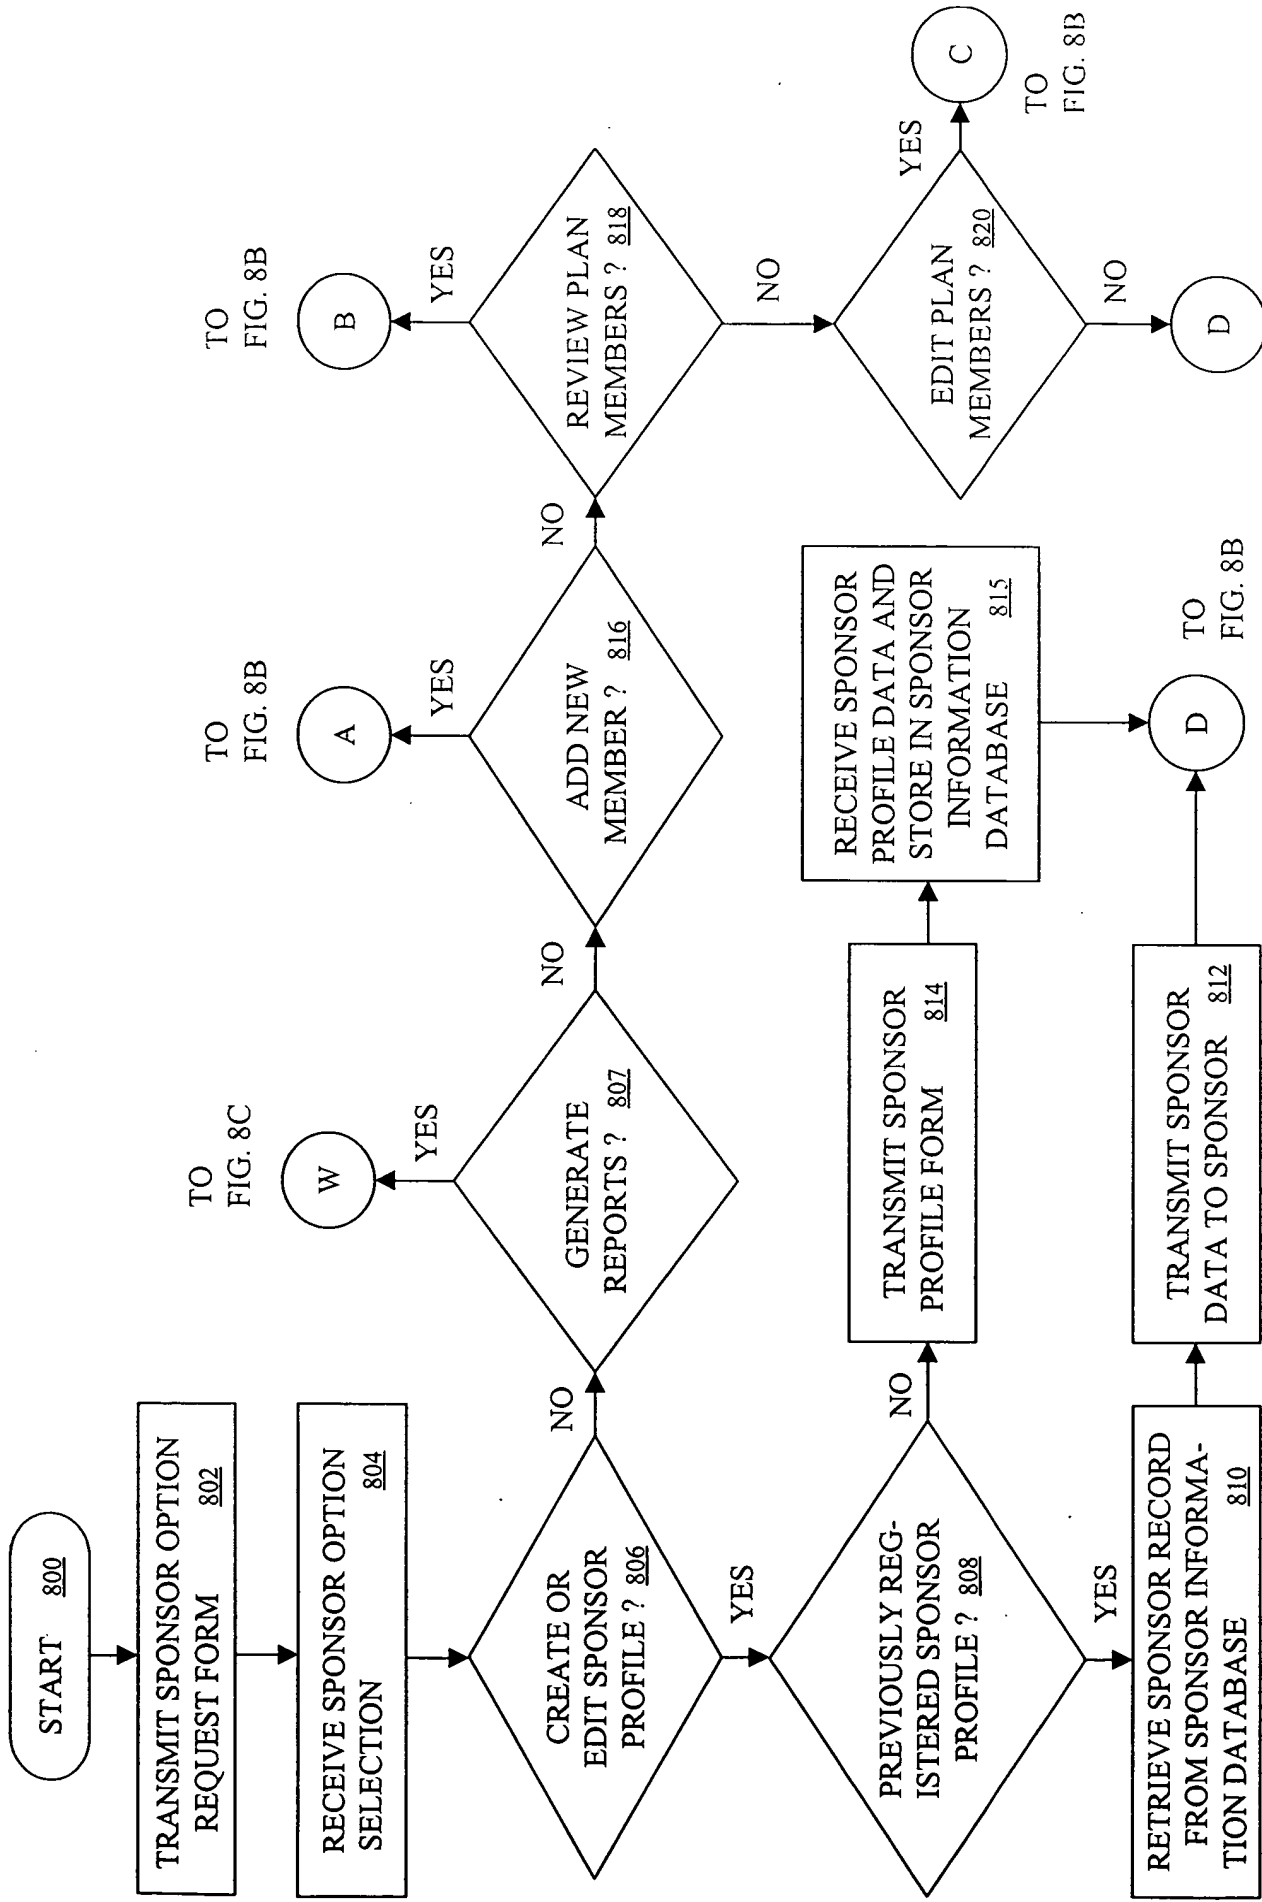 START 800
TRANSMIT SPONSOR OPTION
REQUEST FORM 802
RECEIVE SPONSOR OPTION
SELECTION 804
CREATE OR
EDIT SPONSOR
PROFILE ? 806
NO
YES
GENERATE
REPORTS ? 807
YES
W
TO
FIG. 8C
NO
ADD NEW
MEMBER ? 816
YES
A
TO
FIG. 8B
NO
REVIEW PLAN
MEMBERS ? 818
YES
B
TO
FIG. 8B
NO
EDIT PLAN
MEMBERS ? 820
YES
C
TO
FIG. 8B
NO
D
PREVIOUSLY REG-
ISTERED SPONSOR
PROFILE ? 808
NO
TRANSMIT SPONSOR
PROFILE FORM 814
RECEIVE SPONSOR
PROFILE DATA AND
STORE IN SPONSOR
INFORMATION
DATABASE 815
YES
RETRIEVE SPONSOR RECORD
FROM SPONSOR INFORMA-
TION DATABASE 810
TRANSMIT SPONSOR
DATA TO SPONSOR 812
D
TO
FIG. 8B